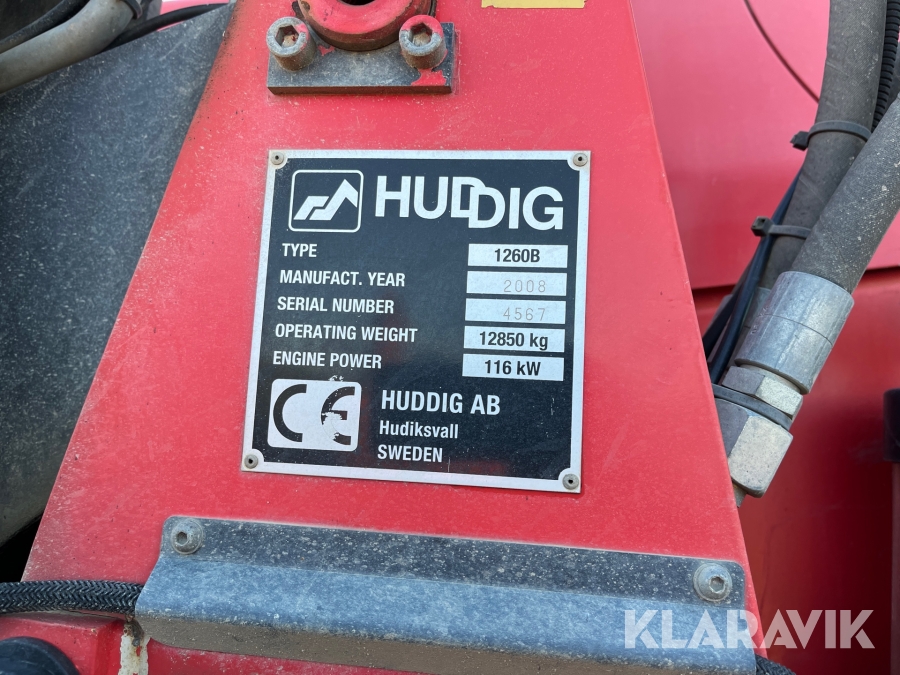 HUDDIG
TYPE 1260B
MANUFACT. YEAR 2008
SERIAL NUMBER 4567
OPERATING WEIGHT 12850 kg
ENGINE POWER 116 kW
CE HUDDIG AB
Hudiksvall
SWEDEN
KLARAVIK